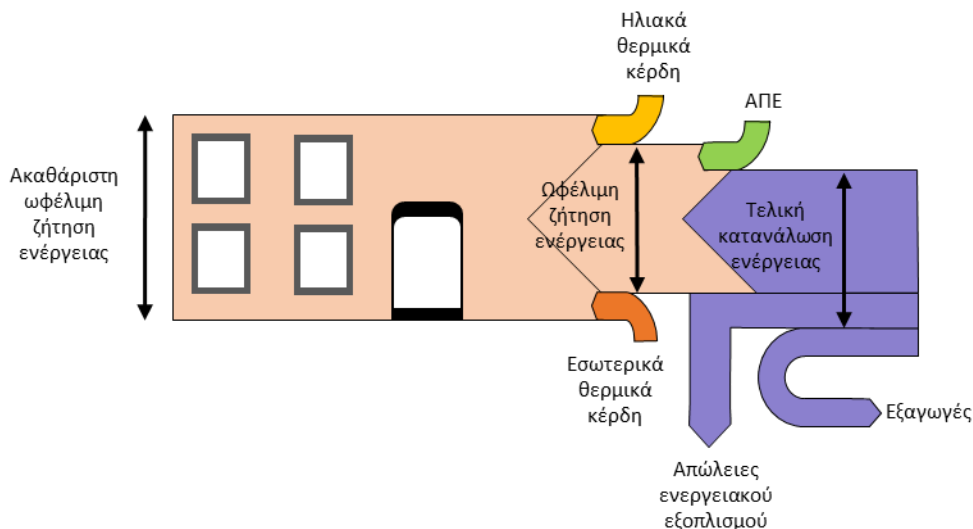 Ηλιακά
θερμικά
κέρδη
ΑΠΕ
Ακαθάριστη
ωφέλιμη
ζήτηση
ενέργειας
Ωφέλιμη
ζήτηση
ενέργειας
Τελική
κατανάλωση
ενέργειας
Εσωτερικά
θερμικά
κέρδη
Εξαγωγές
Απώλειες
ενεργειακού
εξοπλισμού